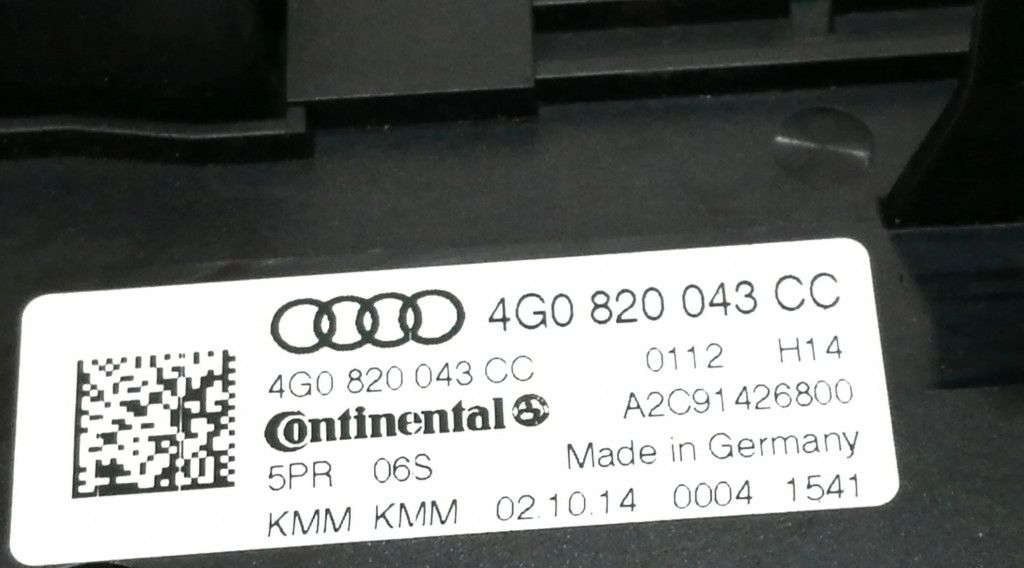 4G0 820 043 CC
4G0 820 043 CC 0112 H14
Continental A2C91426800
5PR 06S Made in Germany
KMM KMM 02.10.14 0004 1541